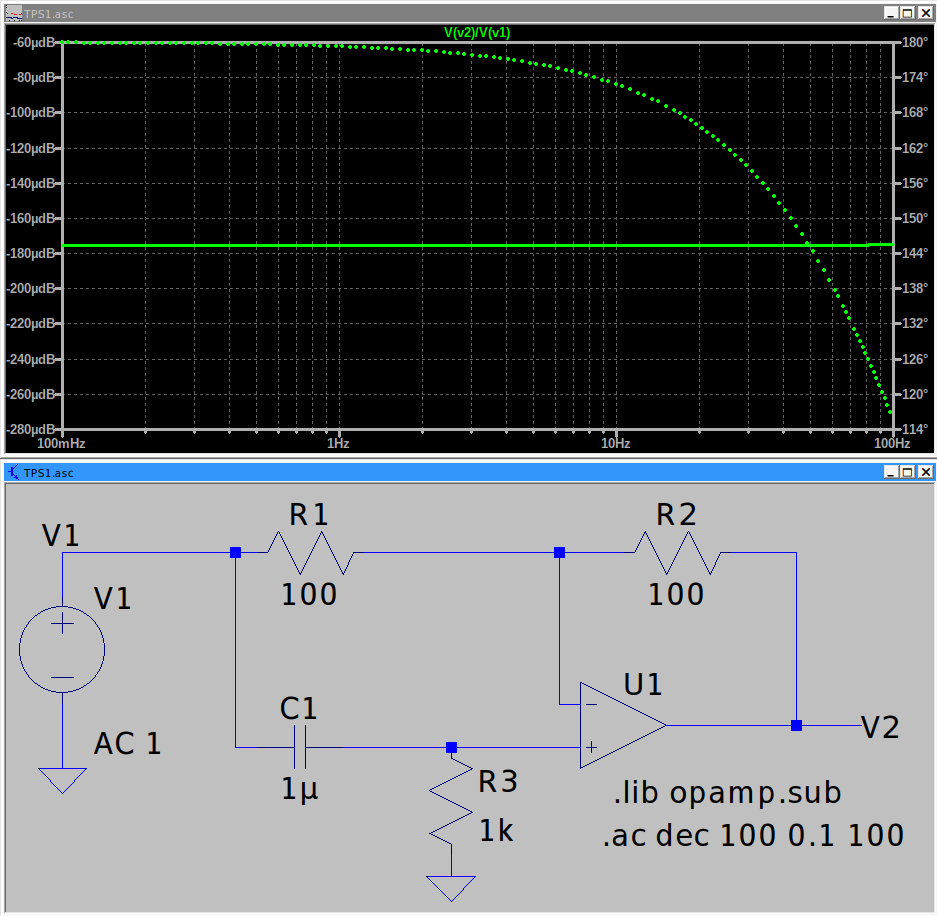 TPS1.asc
V(v2)/V(v1)
-60µdB
180°
-80µdB
174°
-100µdB
168°
-120µdB
162°
-140µdB
156°
-160µdB
150°
-180µdB
144°
-200µdB
138°
-220µdB
132°
-240µdB
126°
-260µdB
120°
-280µdB
114°
100mHz 1Hz 10Hz 100Hz
TPS1.asc
R1
R2
V1
100
100
V1
U1
C1
V2
AC 1
R3
1µ
.lib opamp.sub
1k
.ac dec 100 0.1 100